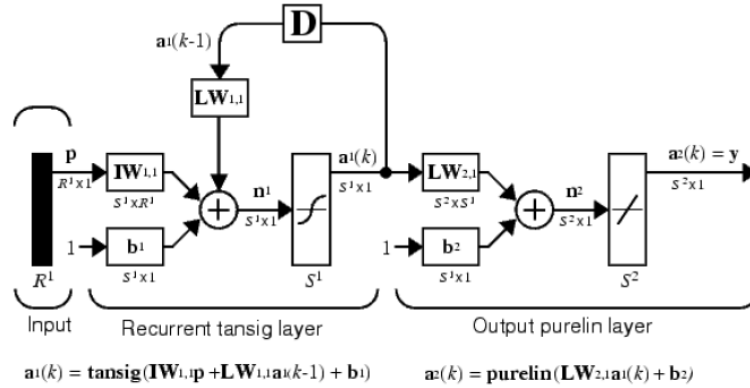 D
a1(k-1)
LW1,1
p
IW1,1
R1x1
S1xR1
1
b1
S1x1
n1
S1x1
a1(k)
S1x1
LW2,1
S2xS1
1
b2
S1x1
n2
S2x1
a2(k) = y
S2x1
R1
S1
S2
Input
Recurrent tansig layer
Output purelin layer
a1(k) = tansig(IW1,1p +LW1,1a1(k-1) + b1)
a2(k) = purelin(LW2,1a1(k) + b2)